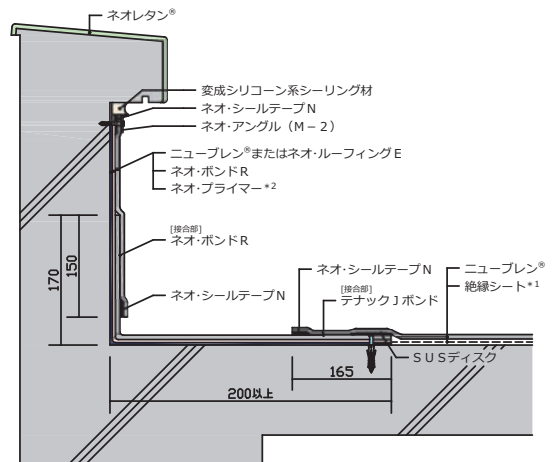 ネオレタン®
変成シリコーン系シーリング材
ネオ･シールテープN
ネオ･アングル（M－2）
ニューブレン®またはネオ･ルーフィングE
ネオ･ボンドR
ネオ･プライマー*2
[接合部]
ネオ･ボンドR
ネオ･シールテープN
170
150
ネオ･シールテープN
[接合部]
テナックJボンド
ニューブレン®
絶縁シート*1
SUSディスク
165
200以上